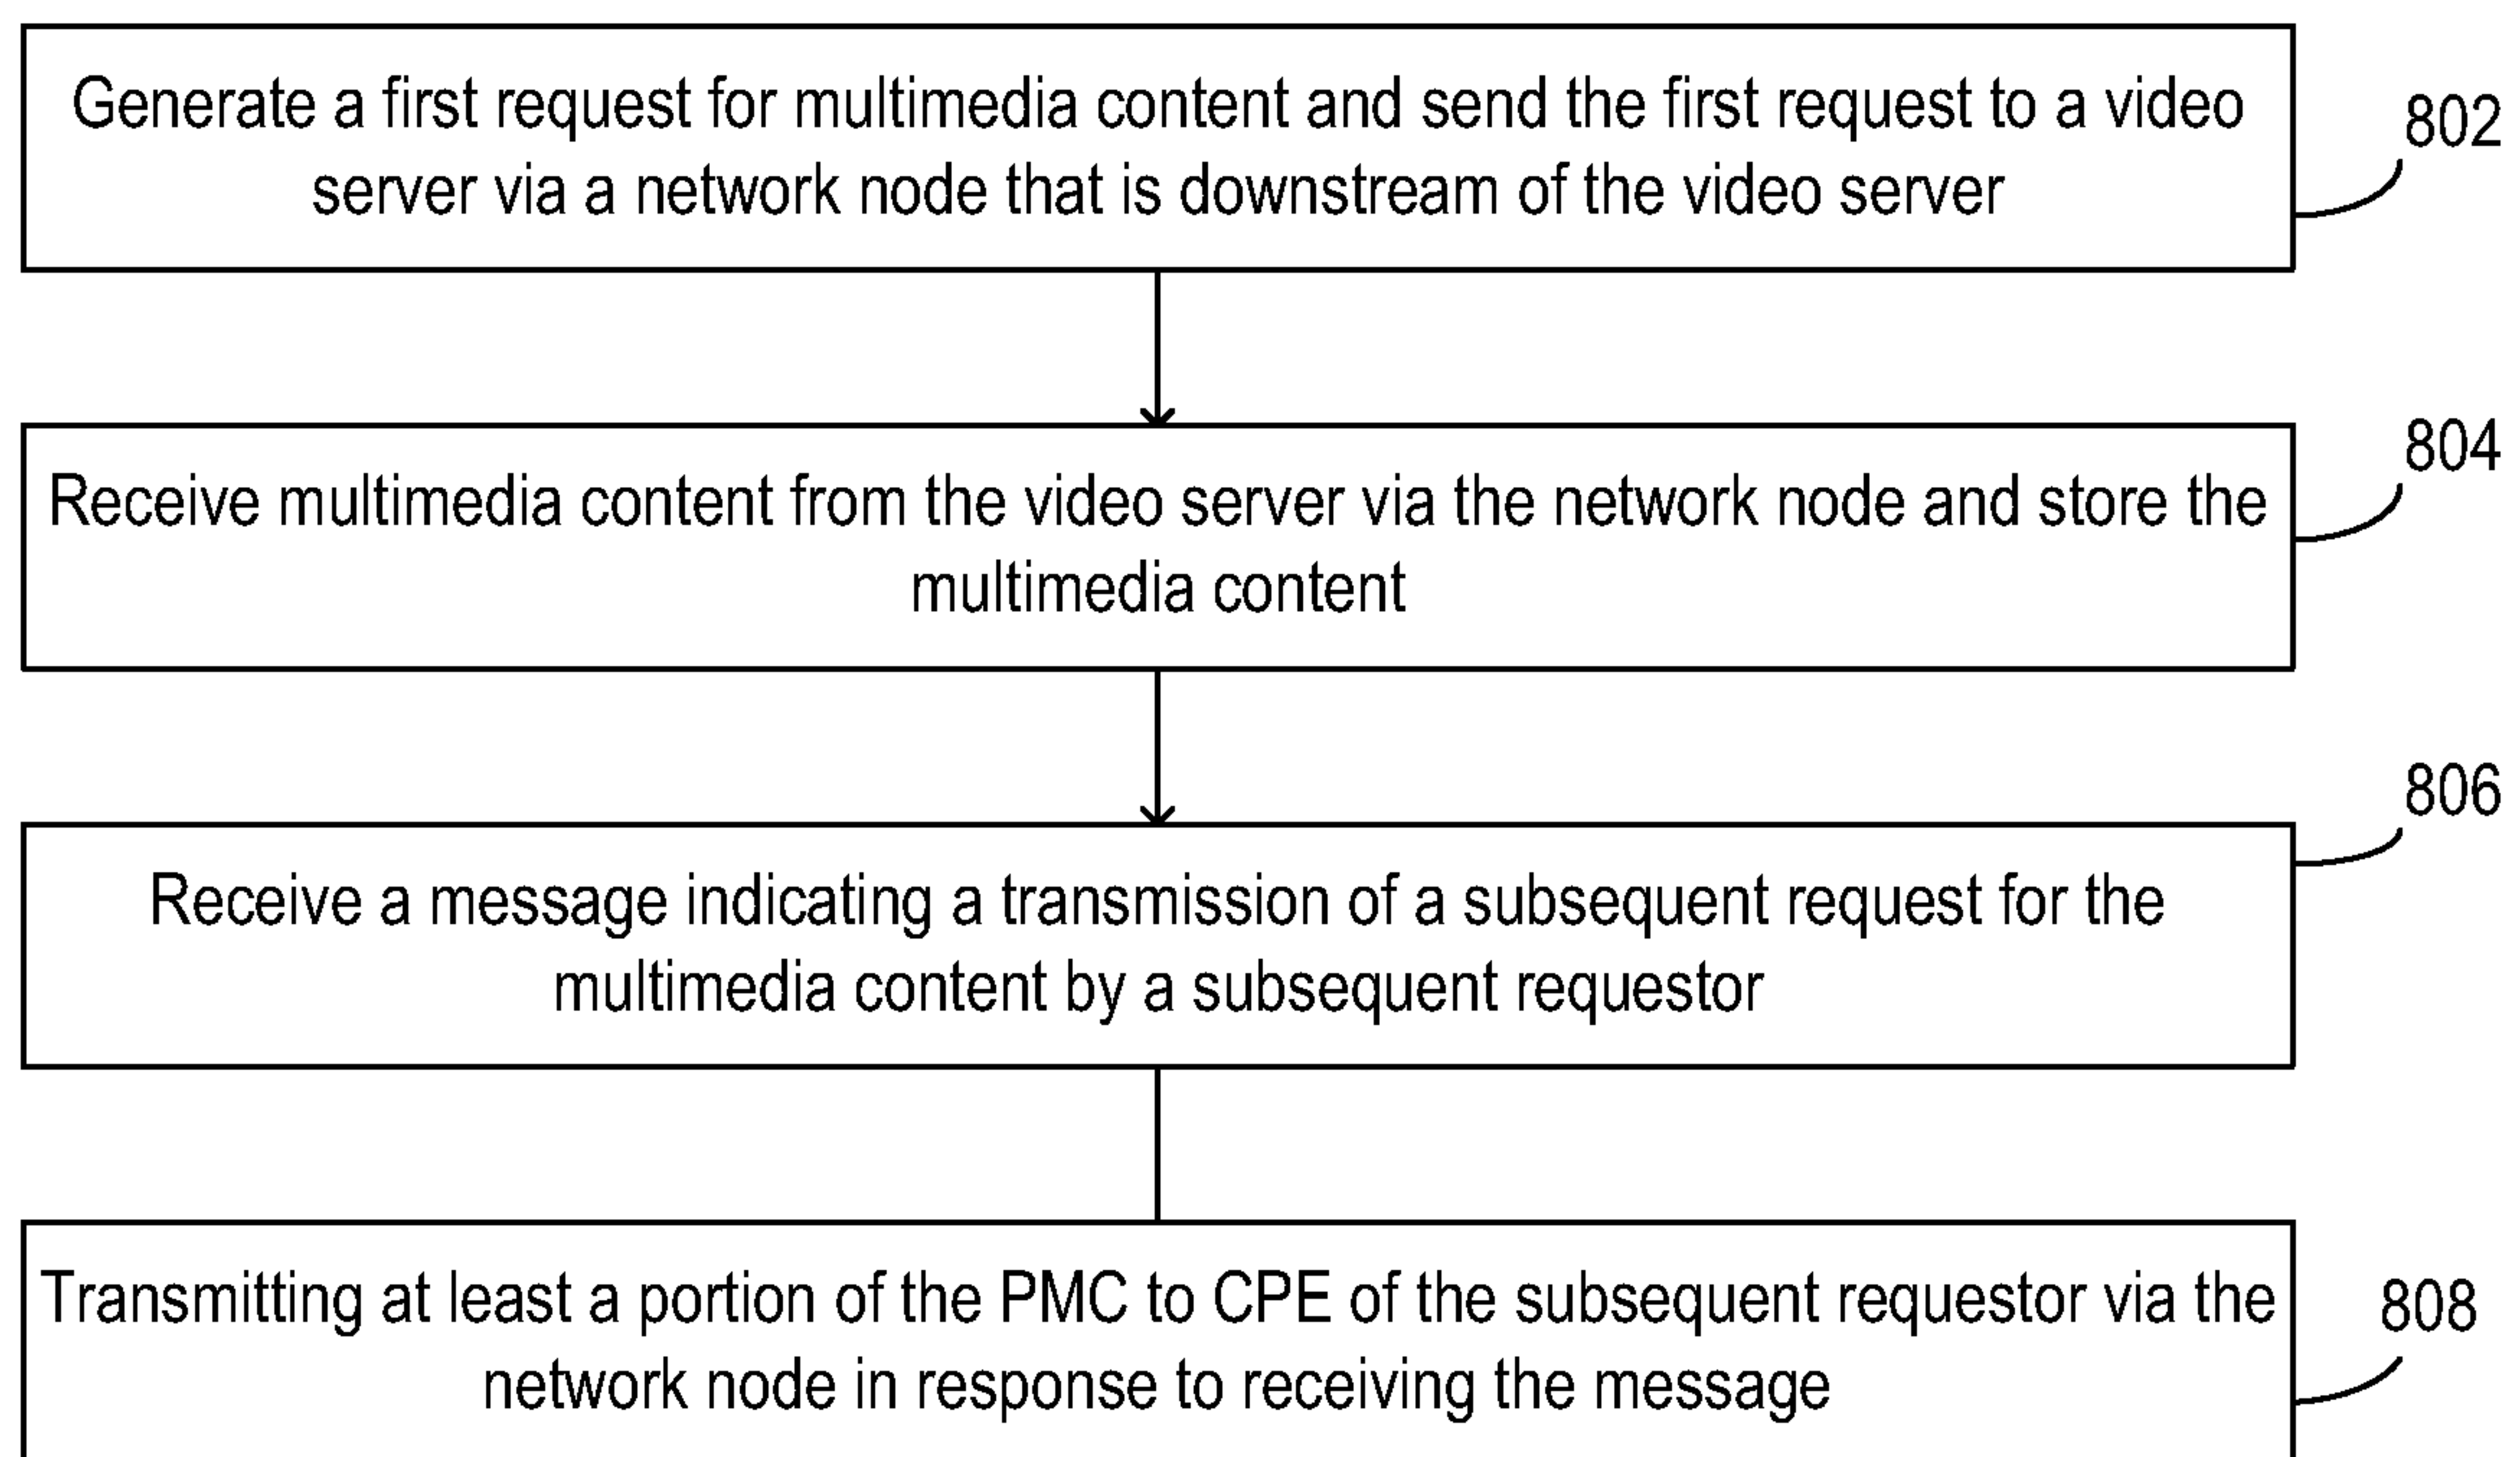 Generate a first request for multimedia content and send the first request to a video
server via a network node that is downstream of the video server
802
Receive multimedia content from the video server via the network node and store the
multimedia content
804
Receive a message indicating a transmission of a subsequent request for the
multimedia content by a subsequent requestor
806
Transmitting at least a portion of the PMC to CPE of the subsequent requestor via the
network node in response to receiving the message
808